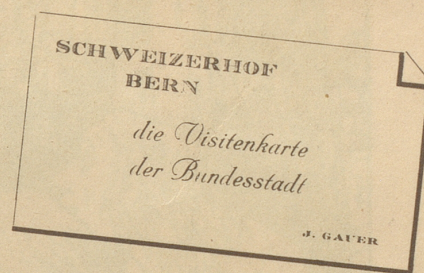 SCHWEIZERHOF
BERN
die Visitenkarte
der Bundesstadt
J. GAUER